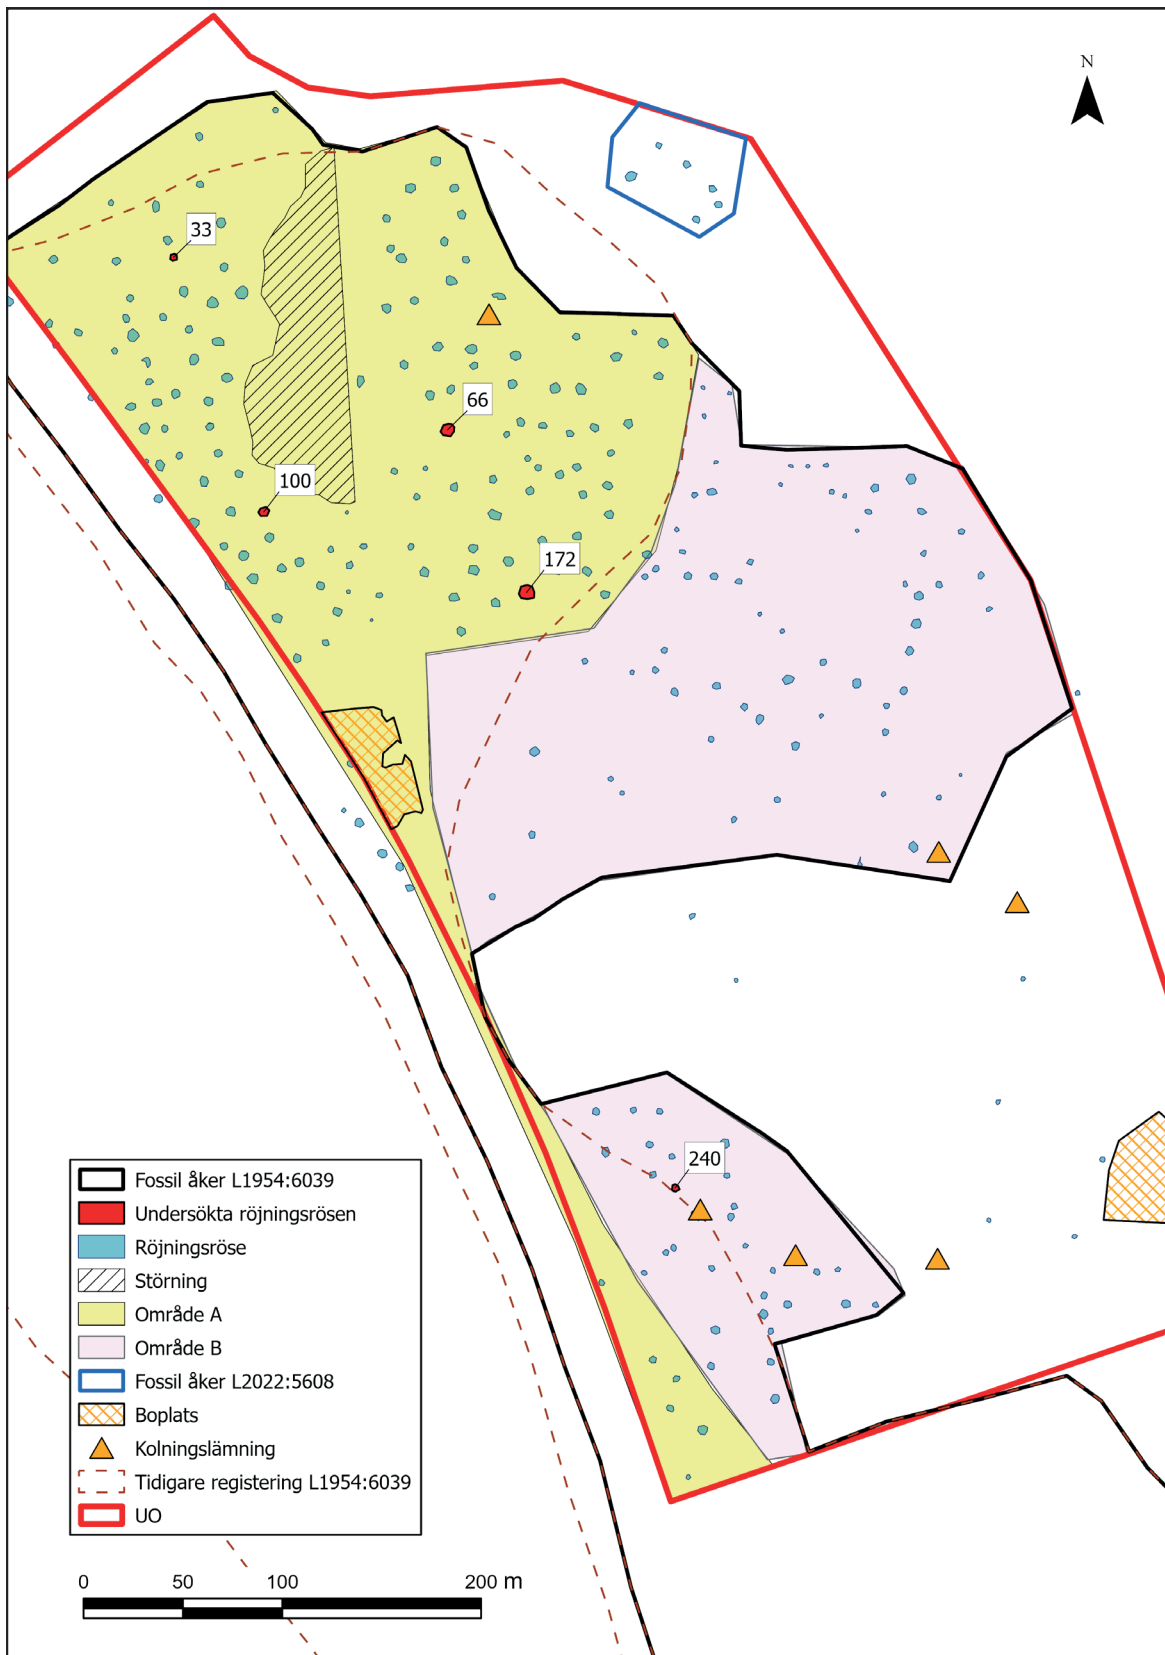 N
33
66
100
172
240
Fossil åker L1954:6039
Undersökta röjningsrösen
Röjningsröse
Störning
Område A
Område B
Fossil åker L2022:5608
Boplats
Kolningslämning
Tidigare registering L1954:6039
UO
0 50 100 200 m